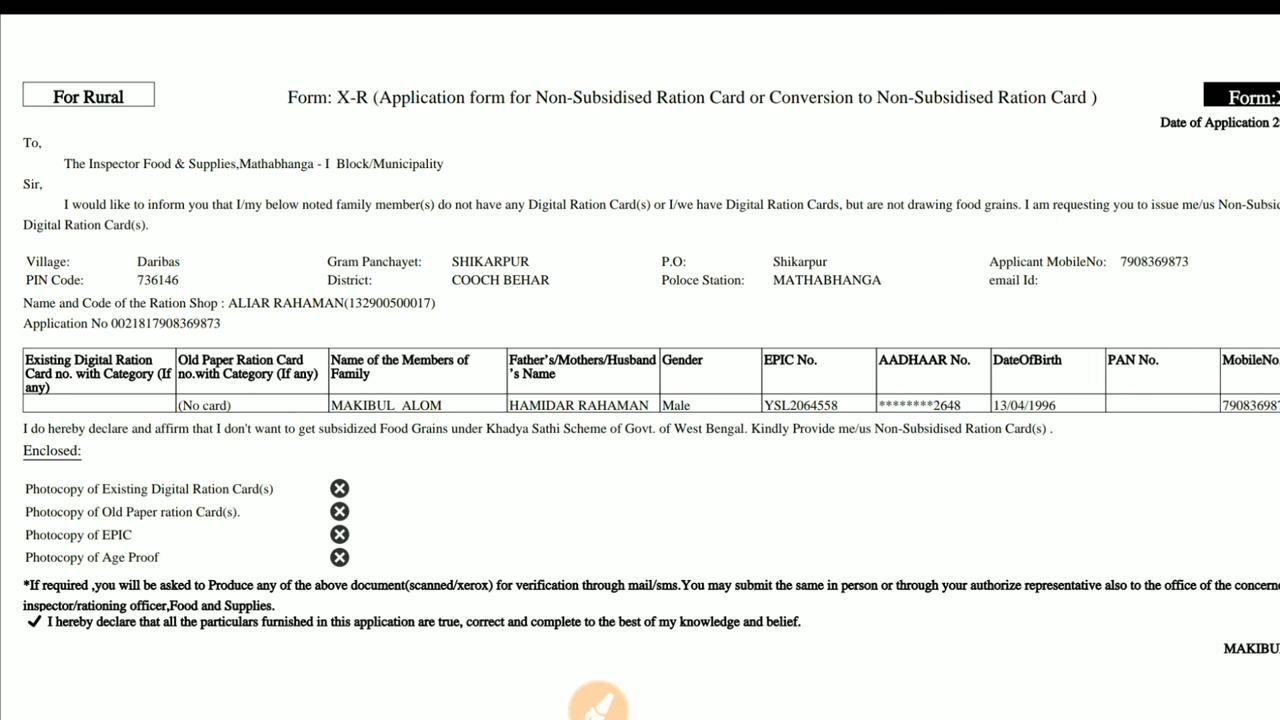 For Rural
Form: X-R (Application form for Non-Subsidised Ration Card or Conversion to Non-Subsidised Ration Card )
Form:
Date of Application 2
To,
The Inspector Food & Supplies,Mathabhanga - I Block/Municipality
Sir,
I would like to inform you that I/my below noted family member(s) do not have any Digital Ration Card(s) or I/we have Digital Ration Cards, but are not drawing food grains. I am requesting you to issue me/us
Digital Ration Card(s).
Village: Daribas Gram Panchayet: SHIKARPUR P.O: Shikarpur Applicant MobileNo: 7908369873
PIN Code: 736146 District: COOCH BEHAR Poloce Station: MATHABHANGA email Id:
Name and Code of the Ration Shop : ALIAR RAHAMAN(132900500017)
Application No 0021817908369873
Existing Digital Ration Old Paper Ration Card Name of the Members of Father's/Mothers/Husband Gender EPIC No. AADHAAR No. DateOfBirth PAN No. MobileNo.
Card no. with Category (If no.with Category (If any) Family 's Name
any)
(No card) MAKIBUL ALOM HAMIDAR RAHAMAN Male YSL2064558 ********2648 13/04/1996 79083698
I do hereby declare and affirm that I don't want to get subsidized Food Grains under Khadya Sathi Scheme of Govt. of West Bengal. Kindly Provide me/us Non-Subsidised Ration Card(s) .
Enclosed:
Photocopy of Existing Digital Ration Card(s)
Photocopy of Old Paper ration Card(s).
Photocopy of EPIC
Photocopy of Age Proof
*If required ,you will be asked to Produce any of the above document(scanned/xerox) for verification through mail/sms.You may submit the same in person or through your authorize representative also to the office of the
inspector/rationing officer,Food and Supplies.
✔ I hereby declare that all the particulars furnished in this application are true, correct and complete to the best of my knowledge and belief.
MAKIBU